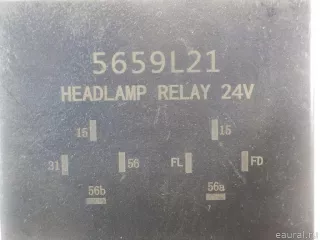 5659L21
HEADLAMP RELAY 24V
15 15
31 56 FL FD
56b 56a
eaural.ru